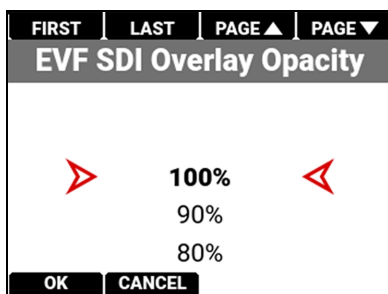 FIRST LAST PAGE▲ PAGE▼
EVF SDI Overlay Opacity
100%
90%
80%
OK CANCEL